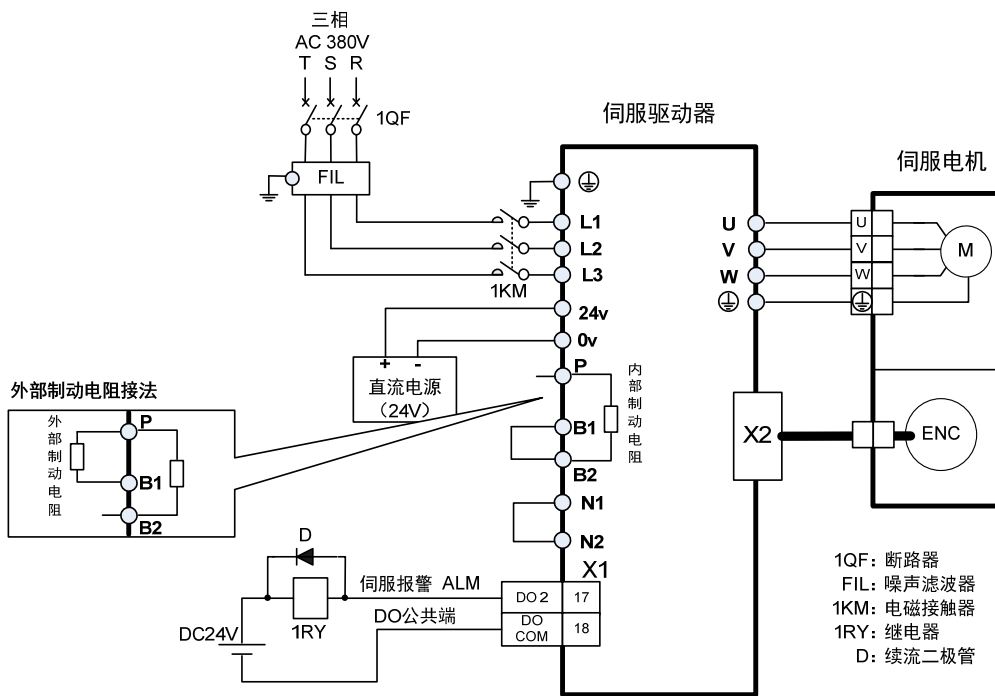 三相
AC 380V
T S R
1QF
FIL
伺服驱动器
伺服电机
L1
L2
L3
1KM
24v
0v
+ -
直流电源
（24V）
P
B1
B2
内部制动电阻
N1
N2
U
V
W
U
V
W
M
X2
ENC
外部制动电阻接法
外部制动电阻
P
B1
B2
X1
D
1RY
DC24V
伺服报警 ALM
DO公共端
DO 2 17
DO COM 18
1QF：断路器
FIL：噪声滤波器
1KM：电磁接触器
1RY：继电器
D：续流二极管